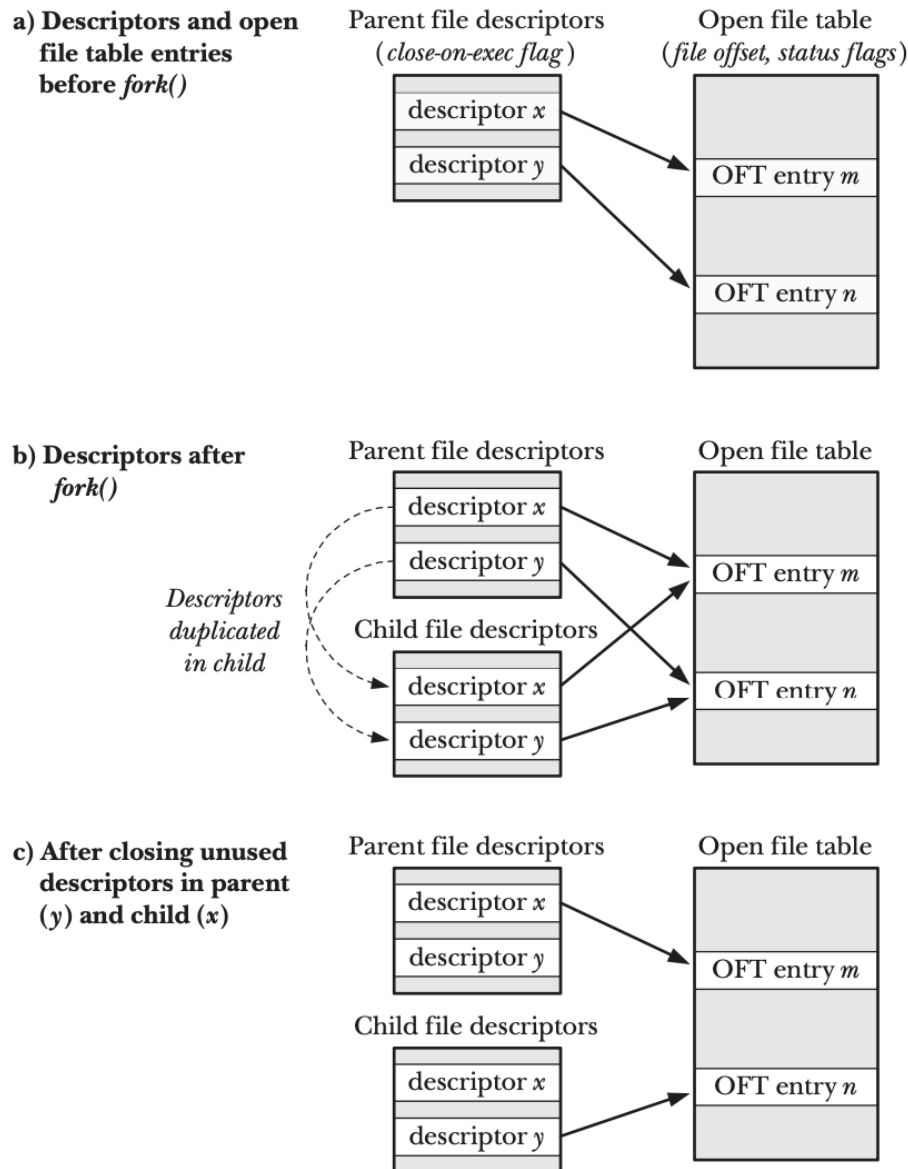 a) Descriptors and open
file table entries
before fork()
Parent file descriptors
(close-on-exec flag)
descriptor x
descriptor y
Open file table
(file offset, status flags)
OFT entry m
OFT entry n
b) Descriptors after
fork()
Descriptors
duplicated
in child
Parent file descriptors
descriptor x
descriptor y
Child file descriptors
descriptor x
descriptor y
Open file table
OFT entry m
OFT entry n
c) After closing unused
descriptors in parent
(y) and child (x)
Parent file descriptors
descriptor x
descriptor y
Child file descriptors
descriptor x
descriptor y
Open file table
OFT entry m
OFT entry n